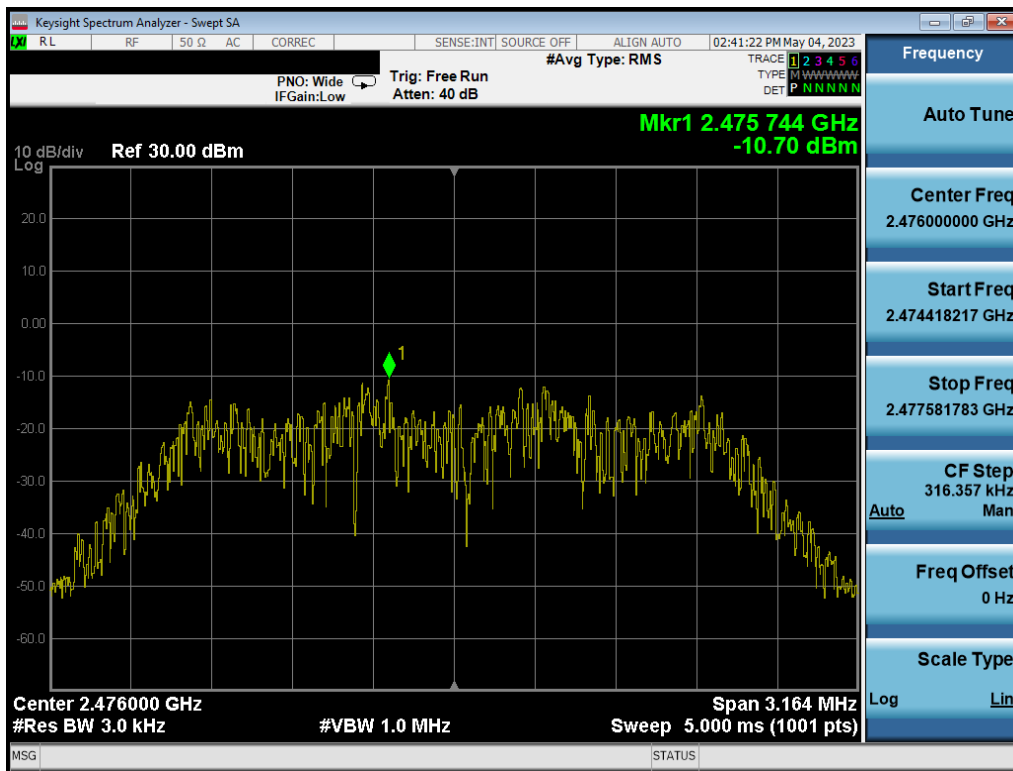 Keysight Spectrum Analyzer - Swept SA
LXI RL RF 50 Ω AC CORREC SENSE:INT SOURCE OFF ALIGN AUTO 02:41:22 PM May 04, 2023
#Avg Type: RMS
TRACE 1 2 3 4 5 6
PNO: Wide
Trig: Free Run
TYPE M WWWWW
IFGain:Low
Atten: 40 dB
DET P N N N N N
Mkr1 2.475 744 GHz
-10.70 dBm
10 dB/div
Log
Ref 30.00 dBm
20.0
10.0
0.00
-10.0
-20.0
-30.0
-40.0
-50.0
-60.0
1
Center 2.476000 GHz
Span 3.164 MHz
#Res BW 3.0 kHz
#VBW 1.0 MHz
Sweep 5.000 ms (1001 pts)
MSG
STATUS
Frequency
Auto Tune
Center Freq
2.476000000 GHz
Start Freq
2.474418217 GHz
Stop Freq
2.477581783 GHz
CF Step
316.357 kHz
Auto Man
Freq Offset
0 Hz
Scale Type
Log Lin